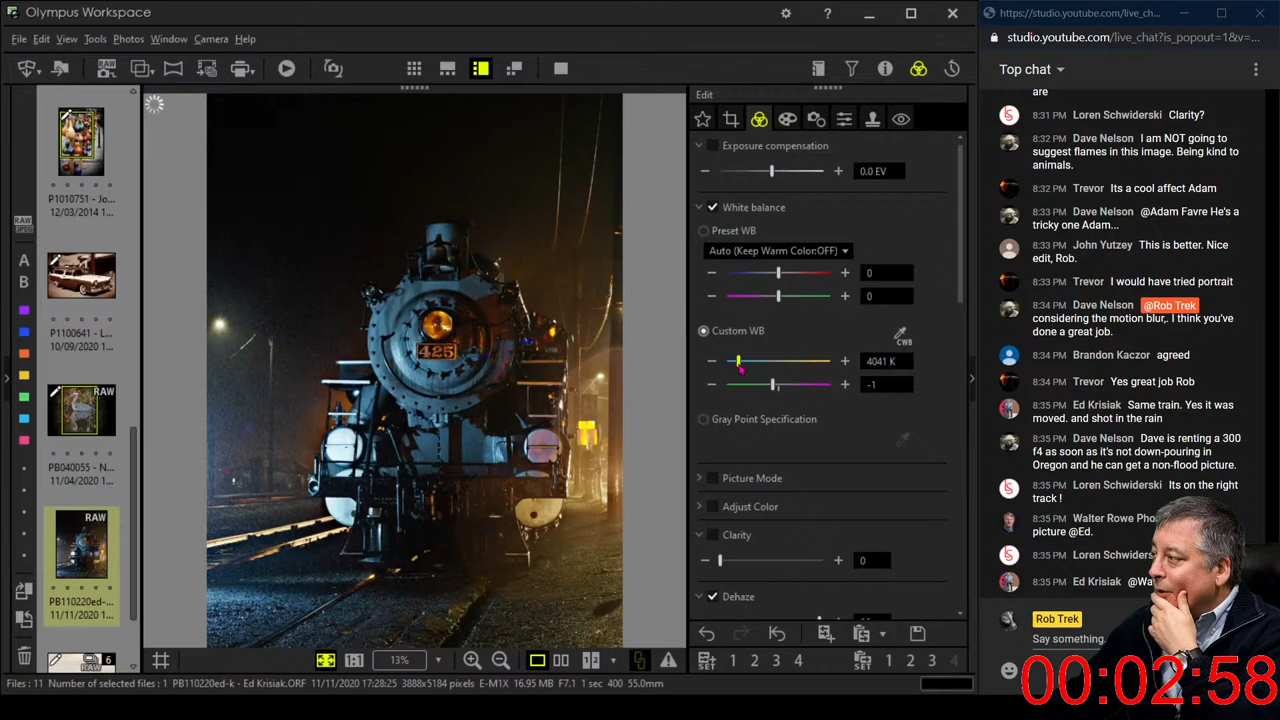 Olympus Workspace
https://studio.youtube.com/live_ch...
File Edit View Tools Photos Window Camera Help
studio.youtube.com/live_chat?is_popout=1&v=...
Top chat
Edit
are
8:31 PM Loren Schwiderski Clarity?
8:32 PM Dave Nelson I am NOT going to
suggest flames in this image. Being kind to
animals.
8:32 PM Trevor Its a cool affect Adam
8:33 PM Dave Nelson @Adam Favre He's a
tricky one Adam...
8:33 PM John Yutzey This is better. Nice
edit, Rob.
8:33 PM Trevor I would have tried portrait
8:34 PM Dave Nelson @Rob Trek
considering the motion blur,. I think you've
done a great job.
8:34 PM Brandon Kaczor agreed
8:34 PM Trevor Yes great job Rob
8:35 PM Ed Krisiak Same train. Yes it was
moved. and shot in the rain
8:35 PM Dave Nelson Dave is renting a 300
f4 as soon as it's not down-pouring in
Oregon and he can get a non-flood picture.
8:35 PM Loren Schwiderski Its on the right
track !
8:35 PM Walter Rowe Pho
picture @Ed.
8:35 PM Loren Schwiders
8:35 PM Ed Krisiak @Wa
Rob Trek
Say something.
00:02:58
P1010751 - Jo...
12/03/2014 1...
P1100641 - J...
10/09/2020 1...
PB040055 - N...
11/04/2020 1...
RAW
PB110220ed-...
11/11/2020 1...
6
RAW
RAW
JPEG
A
B
425
Exposure compensation
0.0 EV
White balance
Preset WB
Auto (Keep Warm Color:OFF)
0
0
Custom WB
CWB
4041 K
-1
Gray Point Specification
Picture Mode
Adjust Color
Clarity
0
Dehaze
1:1
13%
1 2 3 4
1 2 3 4
Files : 11 Number of selected files : 1 PB110220ed-k - Ed Krisiak.ORF 11/11/2020 17:28:25 3888x5184 pixels E-M1X 16.95 MB F7.1 1 sec 400 55.0mm